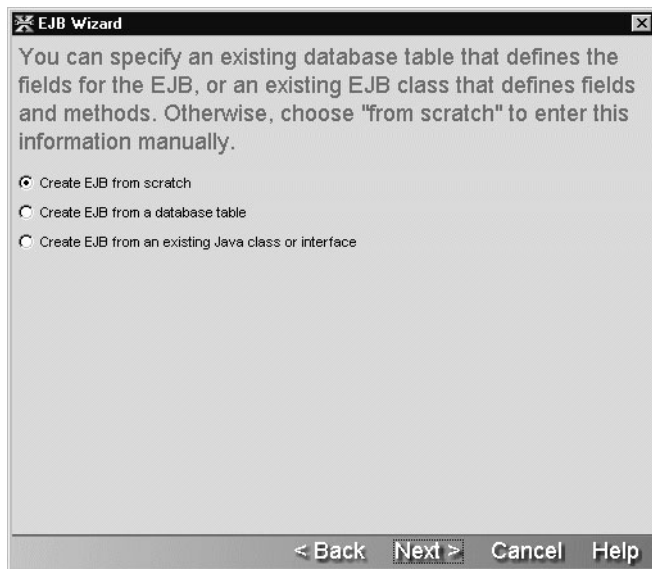 EJB Wizard
You can specify an existing database table that defines the
fields for the EJB, or an existing EJB class that defines fields
and methods. Otherwise, choose "from scratch" to enter this
information manually.
Create EJB from scratch
Create EJB from a database table
Create EJB from an existing Java class or interface
< Back Next > Cancel Help